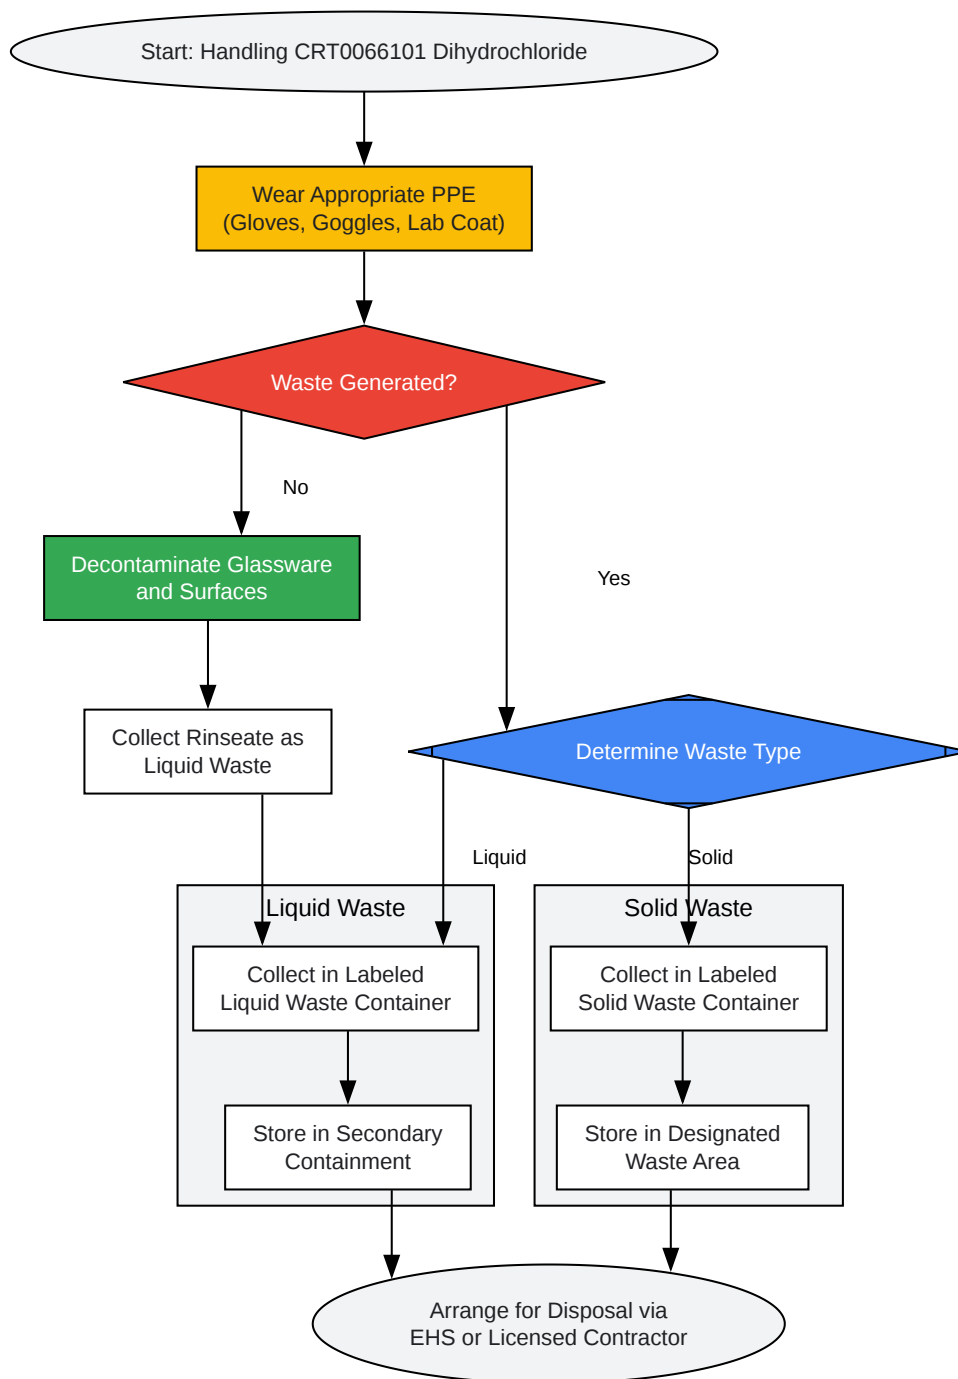 Start: Handling CRT0066101 Dihydrochloride
Wear Appropriate PPE
(Gloves, Goggles, Lab Coat)
Waste Generated?
No
Yes
Decontaminate Glassware
and Surfaces
Collect Rinseate as
Liquid Waste
Determine Waste Type
Liquid
Solid
Liquid Waste
Collect in Labeled
Liquid Waste Container
Store in Secondary
Containment
Solid Waste
Collect in Labeled
Solid Waste Container
Store in Designated
Waste Area
Arrange for Disposal via
EHS or Licensed Contractor